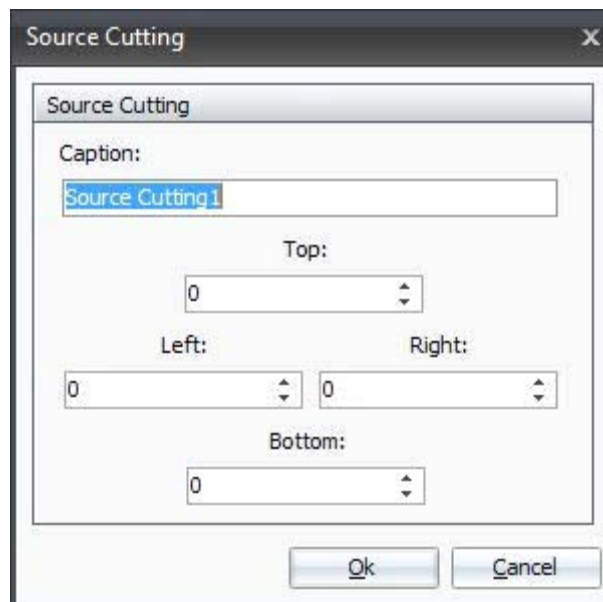 Source Cutting
Source Cutting
Caption:
Source Cutting1
Top:
0
Left: Right:
0 0
Bottom:
0
Ok Cancel